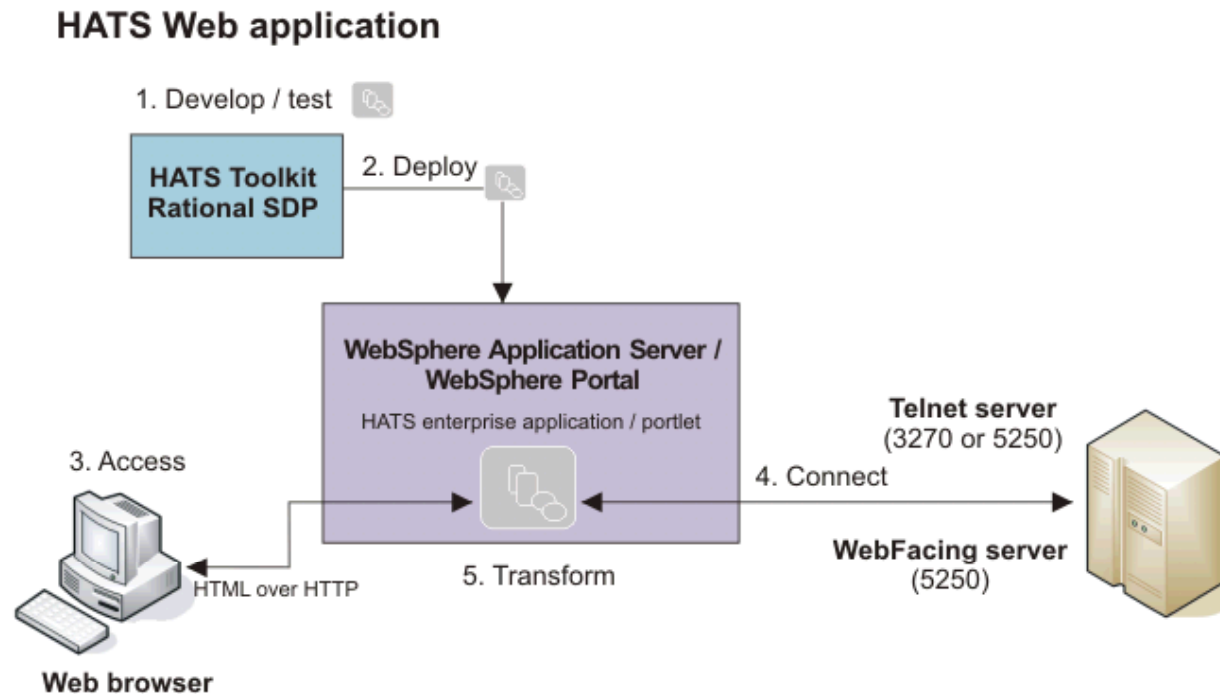 HATS Web application
1. Develop / test
HATS Toolkit
Rational SDP
2. Deploy
WebSphere Application Server /
WebSphere Portal
HATS enterprise application / portlet
3. Access
HTML over HTTP
Web browser
4. Connect
5. Transform
Telnet server
(3270 or 5250)
WebFacing server
(5250)